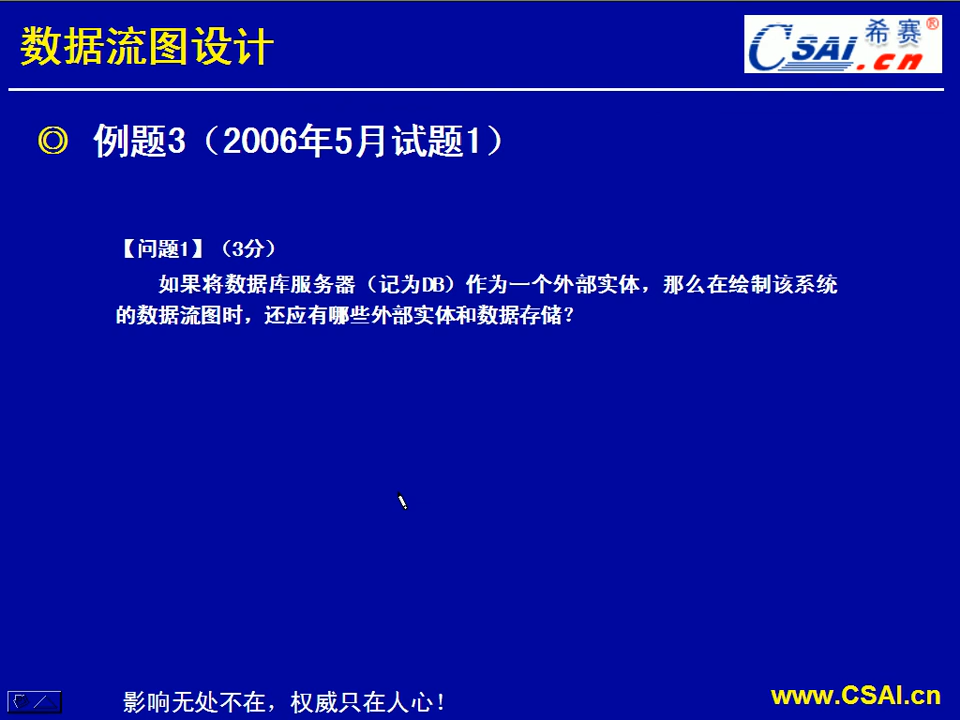 数据流图设计
CSAI.cn 希赛®
◎ 例题3（2006年5月试题1）
【问题1】（3分）
如果将数据库服务器（记为DB）作为一个外部实体，那么在绘制该系统
的数据流图时，还应有哪些外部实体和数据存储？
影响无处不在，权威只在人心！
www.CSAI.cn